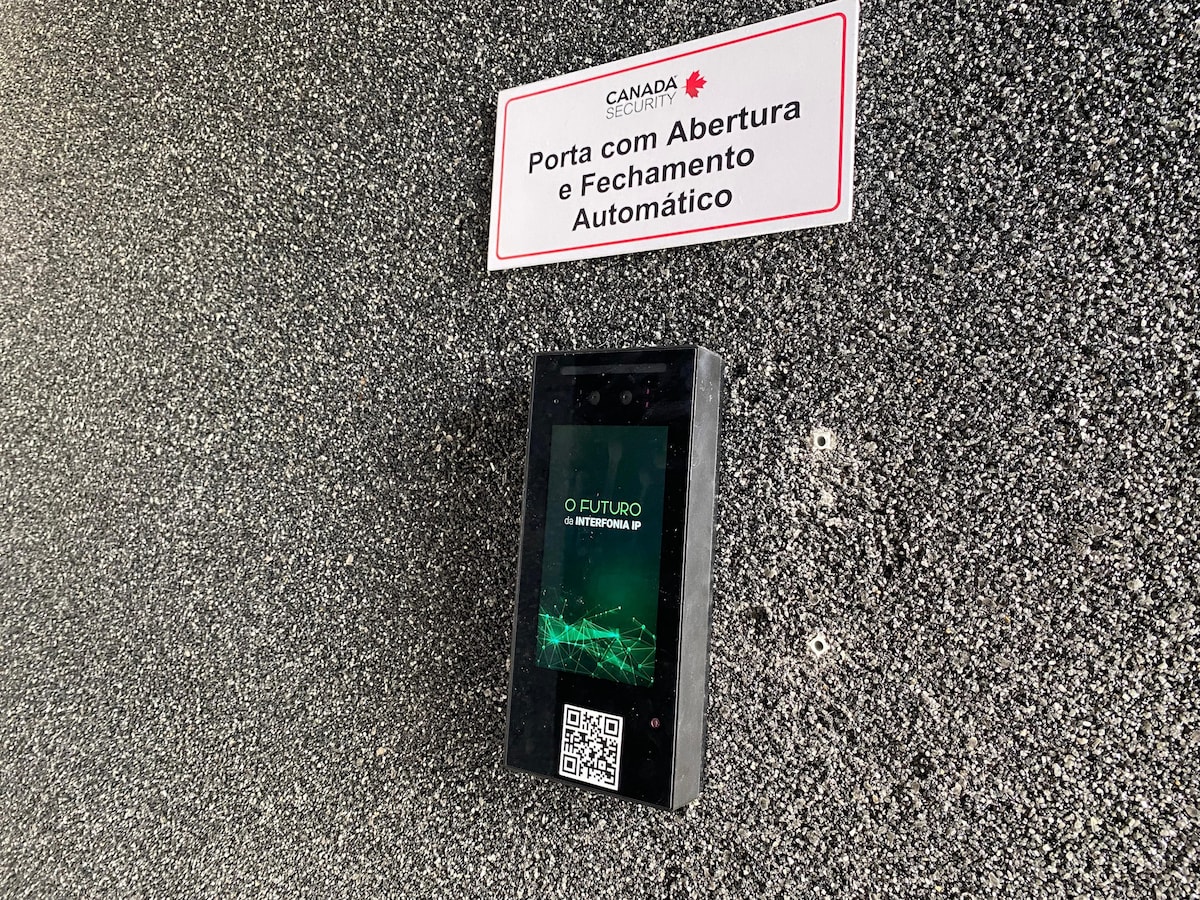 CANADA
SECURITY
Porta com Abertura
e Fechamento
Automático
O FUTURO
da INTERFONIA IP